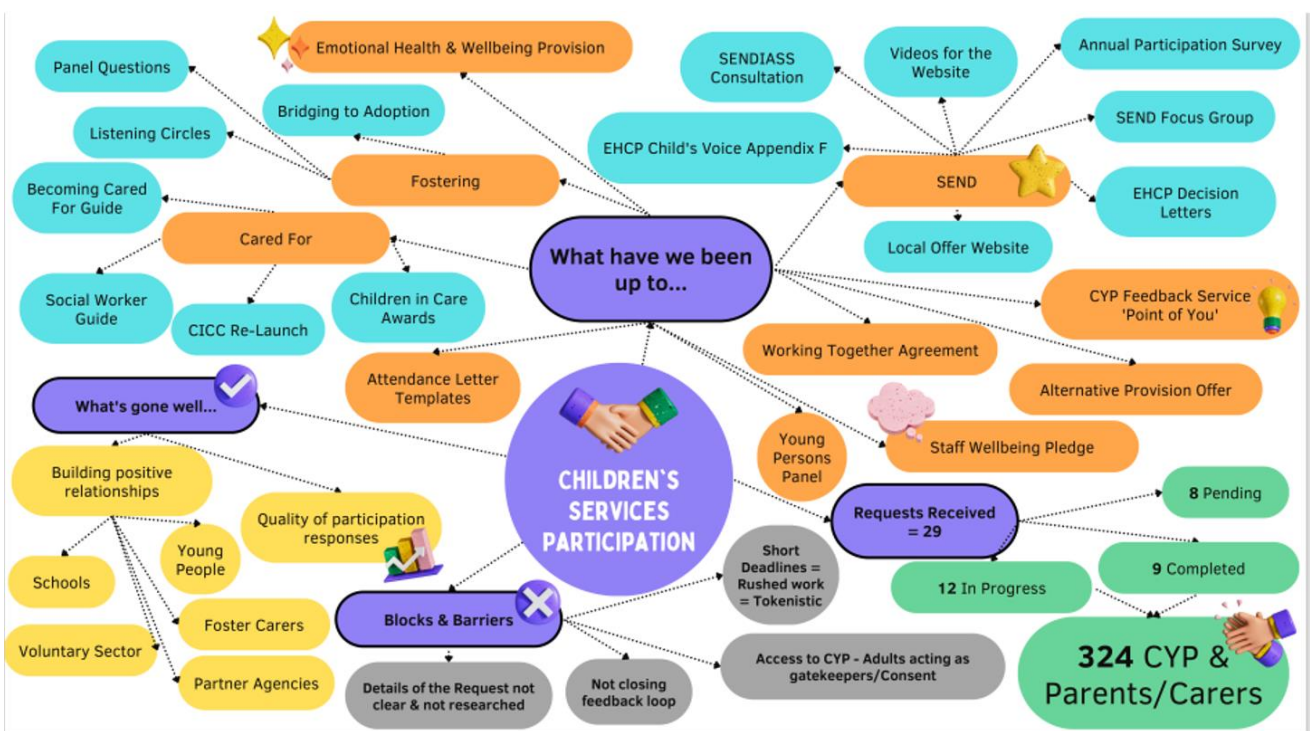 Emotional Health & Wellbeing Provision
Panel Questions
Bridging to Adoption
Listening Circles
Fostering
Becoming Cared
For Guide
Cared For
Social Worker
Guide
CICC Re-Launch
Children in Care
Awards
What have we been
up to...
SENDIASS
Consultation
Videos for the
Website
Annual Participation Survey
EHCP Child's Voice Appendix F
SEND Focus Group
SEND
EHCP Decision
Letters
Local Offer Website
CYP Feedback Service
'Point of You'
Working Together Agreement
Alternative Provision Offer
Attendance Letter
Templates
Young
Persons
Panel
Staff Wellbeing Pledge
CHILDREN`S
SERVICES
PARTICIPATION
What's gone well...
Building positive
relationships
Quality of participation
responses
Schools
Young
People
Foster Carers
Voluntary Sector
Partner Agencies
Blocks & Barriers
Details of the Request not
clear & not researched
Not closing
feedback loop
Access to CYP - Adults acting as
gatekeepers/Consent
Short
Deadlines =
Rushed work
= Tokenistic
Requests Received
= 29
8 Pending
9 Completed
12 In Progress
324 CYP &
Parents/Carers